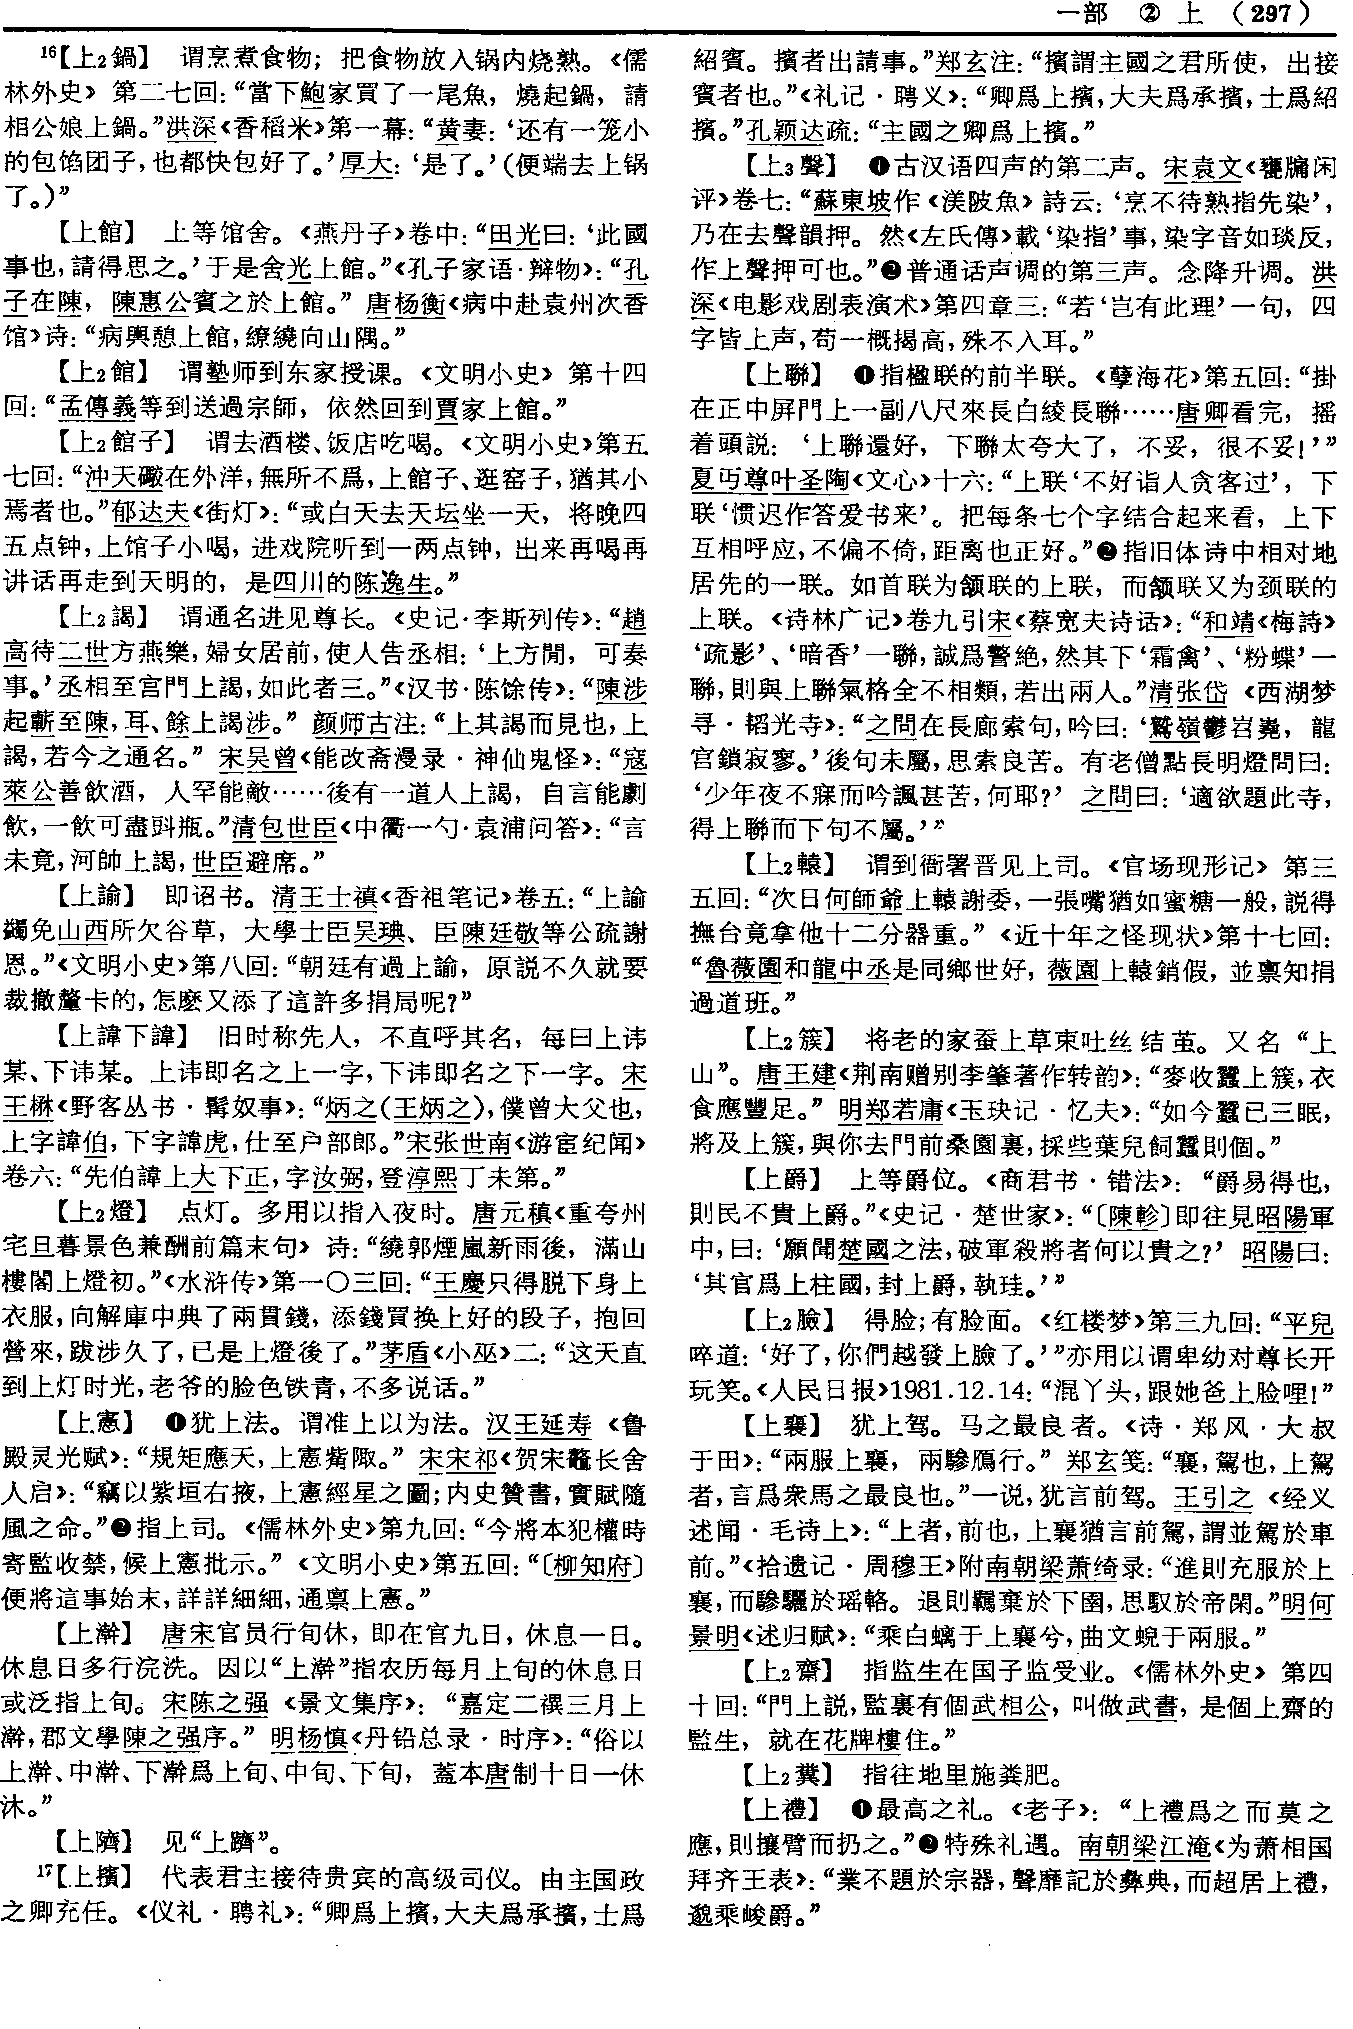 一部 ② 上 （297）
¹⁶【上₂鍋】 谓烹煮食物；把食物放入锅内烧熟。《儒
林外史》第二七回：“當下鮑家買了一尾魚，燒起鍋，請
相公娘上鍋。”洪深《香稻米》第一幕：“黄妻：‘还有一笼小
的包馅团子，也都快包好了。’厚大：‘是了。’（便端去上锅
了。）”
【上館】 上等馆舍。《燕丹子》卷中：“田光曰：‘此國
事也，請得思之。’于是舍光上館。”《孔子家语·辩物》：“孔
子在陳，陳惠公賓之於上館。” 唐杨衡《病中赴袁州次香
馆》诗：“病輿憩上館，繚繞向山隅。”
【上₂館】 谓塾师到东家授课。《文明小史》第十四
回：“孟傳義等到送過宗師，依然回到賈家上館。”
【上₂館子】 谓去酒楼、饭店吃喝。《文明小史》第五
七回：“沖天礮在外洋，無所不爲，上館子、逛窑子，猶其小
焉者也。”郁达夫《街灯》：“或白天去天坛坐一天，将晚四
五点钟，上馆子小喝，进戏院听到一两点钟，出来再喝再
讲话再走到天明的，是四川的陈逸生。”
【上₂謁】 谓通名进见尊长。《史记·李斯列传》：“趙
高待二世方燕樂，婦女居前，使人告丞相：‘上方閒，可奏
事。’丞相至宫門上謁，如此者三。”《汉书·陈馀传》：“陳涉
起蘄至陳，耳、餘上謁涉。” 颜师古注：“上其謁而見也，上
謁，若今之通名。” 宋吴曾《能改斋漫录·神仙鬼怪》：“寇
萊公善飲酒，人罕能敵……後有一道人上謁，自言能劇
飲，一飲可盡㪷瓶。”清包世臣《中衢一勺·袁浦问答》：“言
未竟，河帥上謁，世臣避席。”
【上諭】 即诏书。清王士禛《香祖笔记》卷五：“上諭
蠲免山西所欠谷草，大學士臣吴琠、臣陳廷敬等公疏謝
恩。”《文明小史》第八回：“朝廷有過上諭，原説不久就要
裁撤釐卡的，怎麽又添了這許多捐局呢？”
【上諱下諱】 旧时称先人，不直呼其名，每曰上讳
某、下讳某。上讳即名之上一字，下讳即名之下一字。宋
王楙《野客丛书·髯奴事》：“炳之（王炳之），僕曾大父也，
上字諱伯，下字諱虎，仕至户部郎。”宋张世南《游宦纪闻》
卷六：“先伯諱上大下正，字汝弼，登淳熙丁未第。”
【上₂燈】 点灯。多用以指入夜时。唐元稹《重夸州
宅旦暮景色兼酬前篇末句》诗：“繞郭煙嵐新雨後，滿山
樓閣上燈初。”《水浒传》第一〇三回：“王慶只得脱下身上
衣服，向解庫中典了兩貫錢，添錢買换上好的段子，抱回
營來，跋涉久了，已是上燈後了。”茅盾《小巫》二：“这天直
到上灯时光，老爷的脸色铁青，不多说话。”
【上憲】 ❶犹上法。谓准上以为法。汉王延寿《鲁
殿灵光赋》：“規矩應天，上憲觜陬。” 宋宋祁《贺宋龞长舍
人启》：“竊以紫垣右掖，上憲經星之圖；内史贊書，實賦隨
風之命。”❷指上司。《儒林外史》第九回：“今將本犯權時
寄監收禁，候上憲批示。” 《文明小史》第五回：“〔柳知府〕
便將這事始末，詳詳細細，通禀上憲。”
【上澣】 唐宋官员行旬休，即在官九日，休息一日。
休息日多行浣洗。因以“上澣”指农历每月上旬的休息日
或泛指上旬。宋陈之强《景文集序》：“嘉定二禩三月上
澣，郡文學陳之强序。” 明杨慎《丹铅总录·时序》：“俗以
上澣、中澣、下澣爲上旬、中旬、下旬，蓋本唐制十日一休
沐。”
【上隮】 见“上躋”。
¹⁷【上擯】 代表君主接待贵宾的高级司仪。由主国政
之卿充任。《仪礼·聘礼》：“卿爲上擯，大夫爲承擯，士爲
紹賓。擯者出請事。”郑玄注：“擯謂主國之君所使，出接
賓者也。”《礼记·聘义》：“卿爲上擯，大夫爲承擯，士爲紹
擯。”孔颖达疏：“主國之卿爲上擯。”
【上₃聲】 ❶古汉语四声的第二声。宋袁文《甕牖闲
评》卷七：“蘇東坡作《渼陂魚》詩云：‘烹不待熟指先染’，
乃在去聲韻押。然《左氏傳》載‘染指’事，染字音如琰反，
作上聲押可也。”❷普通话声调的第三声。念降升调。洪
深《电影戏剧表演术》第四章三：“若‘岂有此理’一句，四
字皆上声，苟一概揭高，殊不入耳。”
【上聯】 ❶指楹联的前半联。《孽海花》第五回：“掛
在正中屏門上一副八尺來長白綾長聯……唐卿看完，摇
着頭説：‘上聯還好，下聯太夸大了，不妥，很不妥！’”
夏丏尊叶圣陶《文心》十六：“上联‘不好诣人贪客过’，下
联‘惯迟作答爱书来’。把每条七个字结合起来看，上下
互相呼应，不偏不倚，距离也正好。”❷指旧体诗中相对地
居先的一联。如首联为颔联的上联，而颔联又为颈联的
上联。《诗林广记》卷九引宋《蔡宽夫诗话》：“和靖《梅詩》
‘疏影’、‘暗香’一聯，誠爲警絶，然其下‘霜禽’、‘粉蝶’一
聯，則與上聯氣格全不相類，若出兩人。”清张岱《西湖梦
寻·韬光寺》：“之問在長廊索句，吟曰：‘鷲嶺鬱岧嶤，龍
宫鎖寂寥。’後句未屬，思索良苦。有老僧點長明燈問曰：
‘少年夜不寐而吟諷甚苦，何耶？’ 之問曰：‘適欲題此寺，
得上聯而下句不屬。’”
【上₂轅】 谓到衙署晋见上司。《官场现形记》第三
五回：“次日何師爺上轅謝委，一張嘴猶如蜜糖一般，説得
撫台竟拿他十二分器重。” 《近十年之怪现状》第十七回：
“魯薇園和龍中丞是同鄉世好，薇園上轅銷假，並禀知捐
過道班。”
【上₂簇】 将老的家蚕上草束吐丝结茧。又名“上
山”。唐王建《荆南赠别李肇著作转韵》：“麥收蠶上簇，衣
食應豐足。” 明郑若庸《玉玦记·忆夫》：“如今蠶已三眠，
將及上簇，與你去門前桑園裏，採些葉兒飼蠶則個。”
【上爵】 上等爵位。《商君书·错法》：“爵易得也，
則民不貴上爵。”《史记·楚世家》：“〔陳軫〕即往見昭陽軍
中，曰：‘願聞楚國之法，破軍殺將者何以貴之？’ 昭陽曰：
‘其官爲上柱國，封上爵，執珪。’”
【上₂臉】 得脸；有脸面。《红楼梦》第三九回：“平兒
啐道：‘好了，你們越發上臉了。’”亦用以谓卑幼对尊长开
玩笑。《人民日报》1981.12.14：“混丫头，跟她爸上脸哩！”
【上襄】 犹上驾。马之最良者。《诗·郑风·大叔
于田》：“兩服上襄，兩驂鴈行。” 郑玄笺：“襄，駕也，上駕
者，言爲衆馬之最良也。”一说，犹言前驾。王引之《经义
述闻·毛诗上》：“上者，前也，上襄猶言前駕，謂並駕於車
前。”《拾遗记·周穆王》附南朝梁萧绮录：“進則充服於上
襄，而驂驪於瑶輅。退則羈棄於下圉，思馭於帝閑。”明何
景明《述归赋》：“乘白螭于上襄兮，曲文蜺于兩服。”
【上₂齋】 指监生在国子监受业。《儒林外史》第四
十回：“門上説，監裏有個武相公，叫做武書，是個上齋的
監生，就在花牌樓住。”
【上₂糞】 指往地里施粪肥。
【上禮】 ❶最高之礼。《老子》：“上禮爲之而莫之
應，則攘臂而扔之。”❷特殊礼遇。南朝梁江淹《为萧相国
拜齐王表》：“業不題於宗器，聲靡記於彝典，而超居上禮，
邈乘峻爵。”